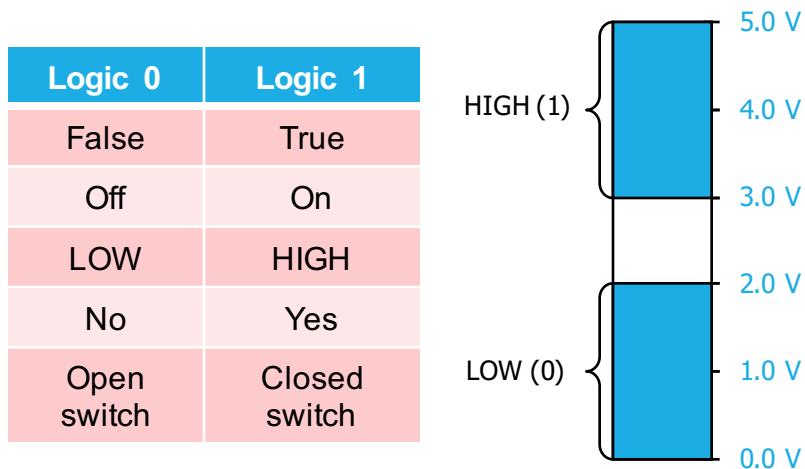 Logic 0 Logic 1
False True
Off On
LOW HIGH
No Yes
Open Closed
switch switch
5.0 V
HIGH (1)
4.0 V
3.0 V
2.0 V
LOW (0)
1.0 V
0.0 V